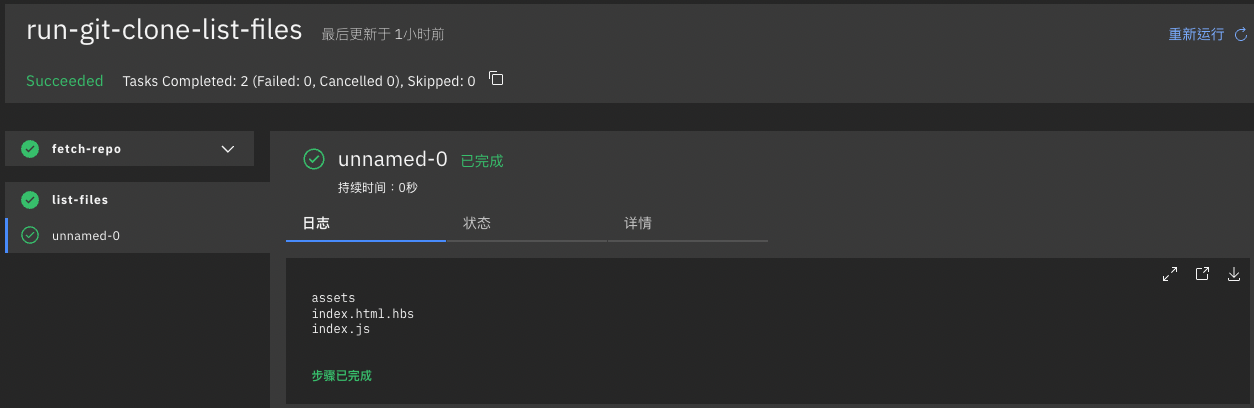 run-git-clone-list-files 最后更新于 1小时前 重新运行
Succeeded Tasks Completed: 2 (Failed: 0, Cancelled 0), Skipped: 0
fetch-repo
list-files
unnamed-0
unnamed-0 已完成
持续时间：0秒
日志 状态 详情
assets
index.html.hbs
index.js
步骤已完成